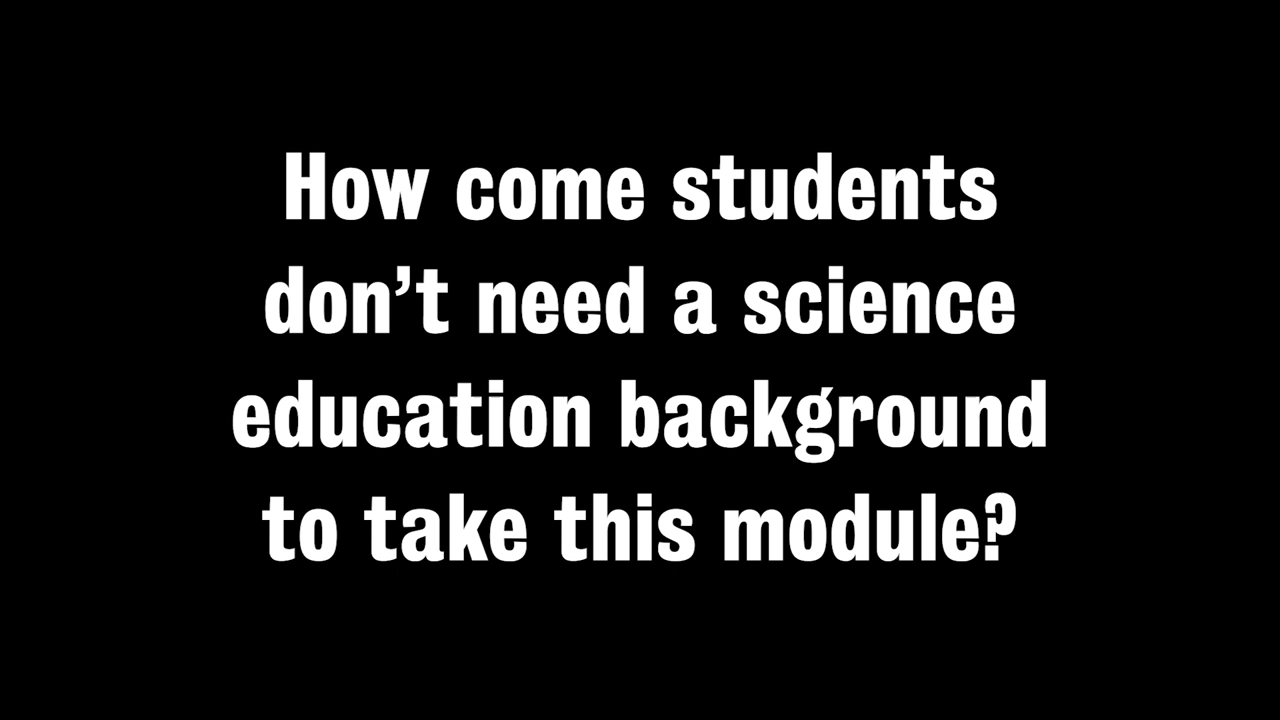 How come students
don’t need a science
education background
to take this module?